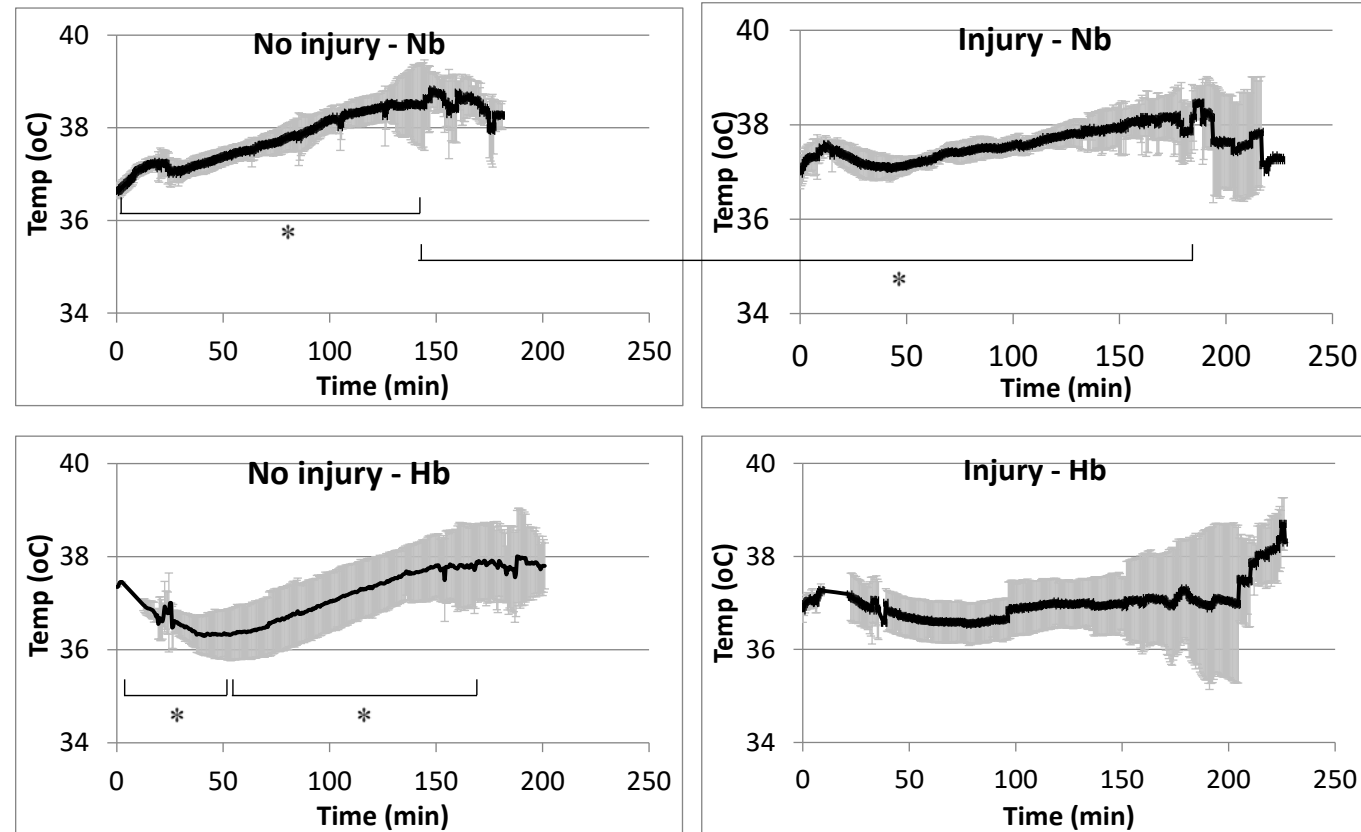 No injury - Nb
Temp (oC)
40
38
36
34
*
0 50 100 150 200 250
Time (min)
Injury - Nb
Temp (oC)
40
38
36
34
*
0 50 100 150 200 250
Time (min)
No injury - Hb
Temp (oC)
40
38
36
34
* *
0 50 100 150 200 250
Time (min)
Injury - Hb
Temp (oC)
40
38
36
34
0 50 100 150 200 250
Time (min)